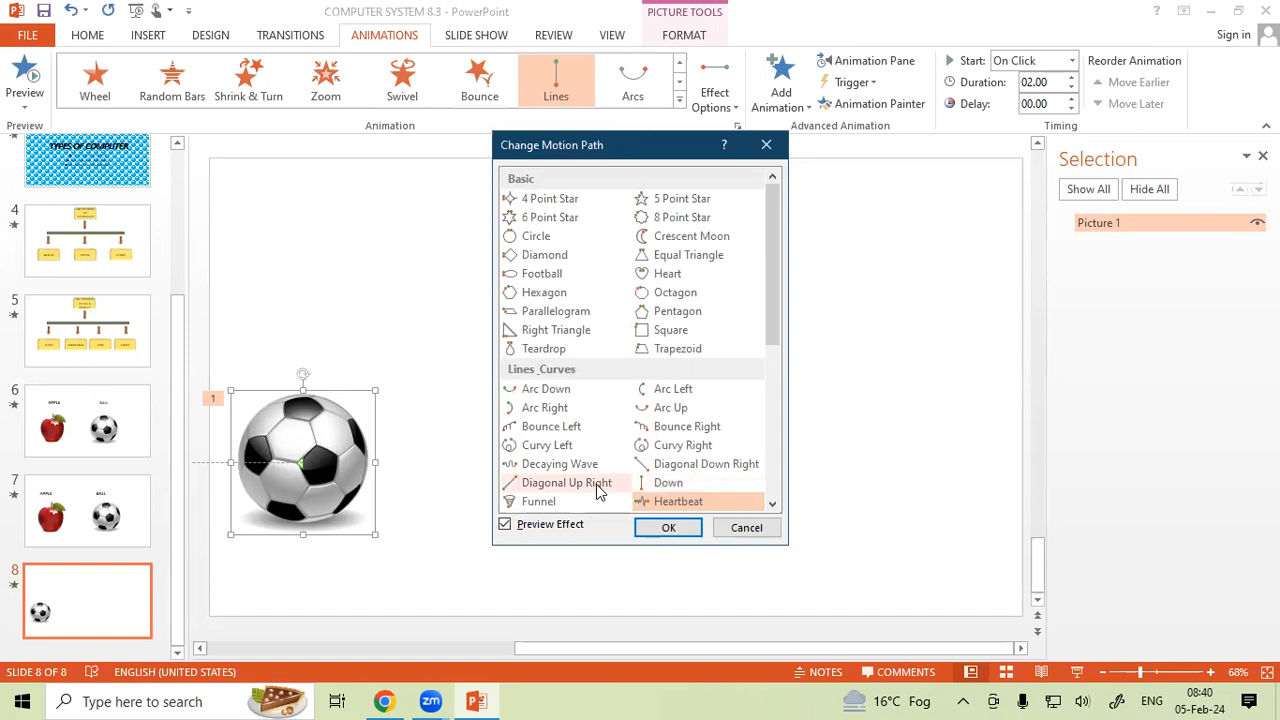 COMPUTER SYSTEM 8.3 - PowerPoint
PICTURE TOOLS
?
FILE
HOME
INSERT
DESIGN
TRANSITIONS
ANIMATIONS
SLIDE SHOW
REVIEW
VIEW
FORMAT
Sign in
Preview
Wheel
Random Bars
Shrink & Turn
Zoom
Swivel
Bounce
Lines
Arcs
Effect Options
Add Animation
Animation Pane
Trigger
Animation Painter
Start: On Click
Duration: 02.00
Delay: 00.00
Reorder Animation
Move Earlier
Move Later
Preview
Animation
Advanced Animation
Timing
TYPES OF COMPUTER
4
5
6
APPLE BALL
7
APPLE BALL
8
1
Change Motion Path
?
Basic
4 Point Star 5 Point Star
6 Point Star 8 Point Star
Circle Crescent Moon
Diamond Equal Triangle
Football Heart
Hexagon Octagon
Parallelogram Pentagon
Right Triangle Square
Teardrop Trapezoid
Lines_Curves
Arc Down Arc Left
Arc Right Arc Up
Bounce Left Bounce Right
Curvy Left Curvy Right
Decaying Wave Diagonal Down Right
Diagonal Up Right Down
Funnel Heartbeat
Preview Effect
OK
Cancel
Selection
Show All
Hide All
Picture 1
SLIDE 8 OF 8
ENGLISH (UNITED STATES)
NOTES
COMMENTS
68%
Type here to search
16°C Fog
ENG
08:40
05-Feb-24